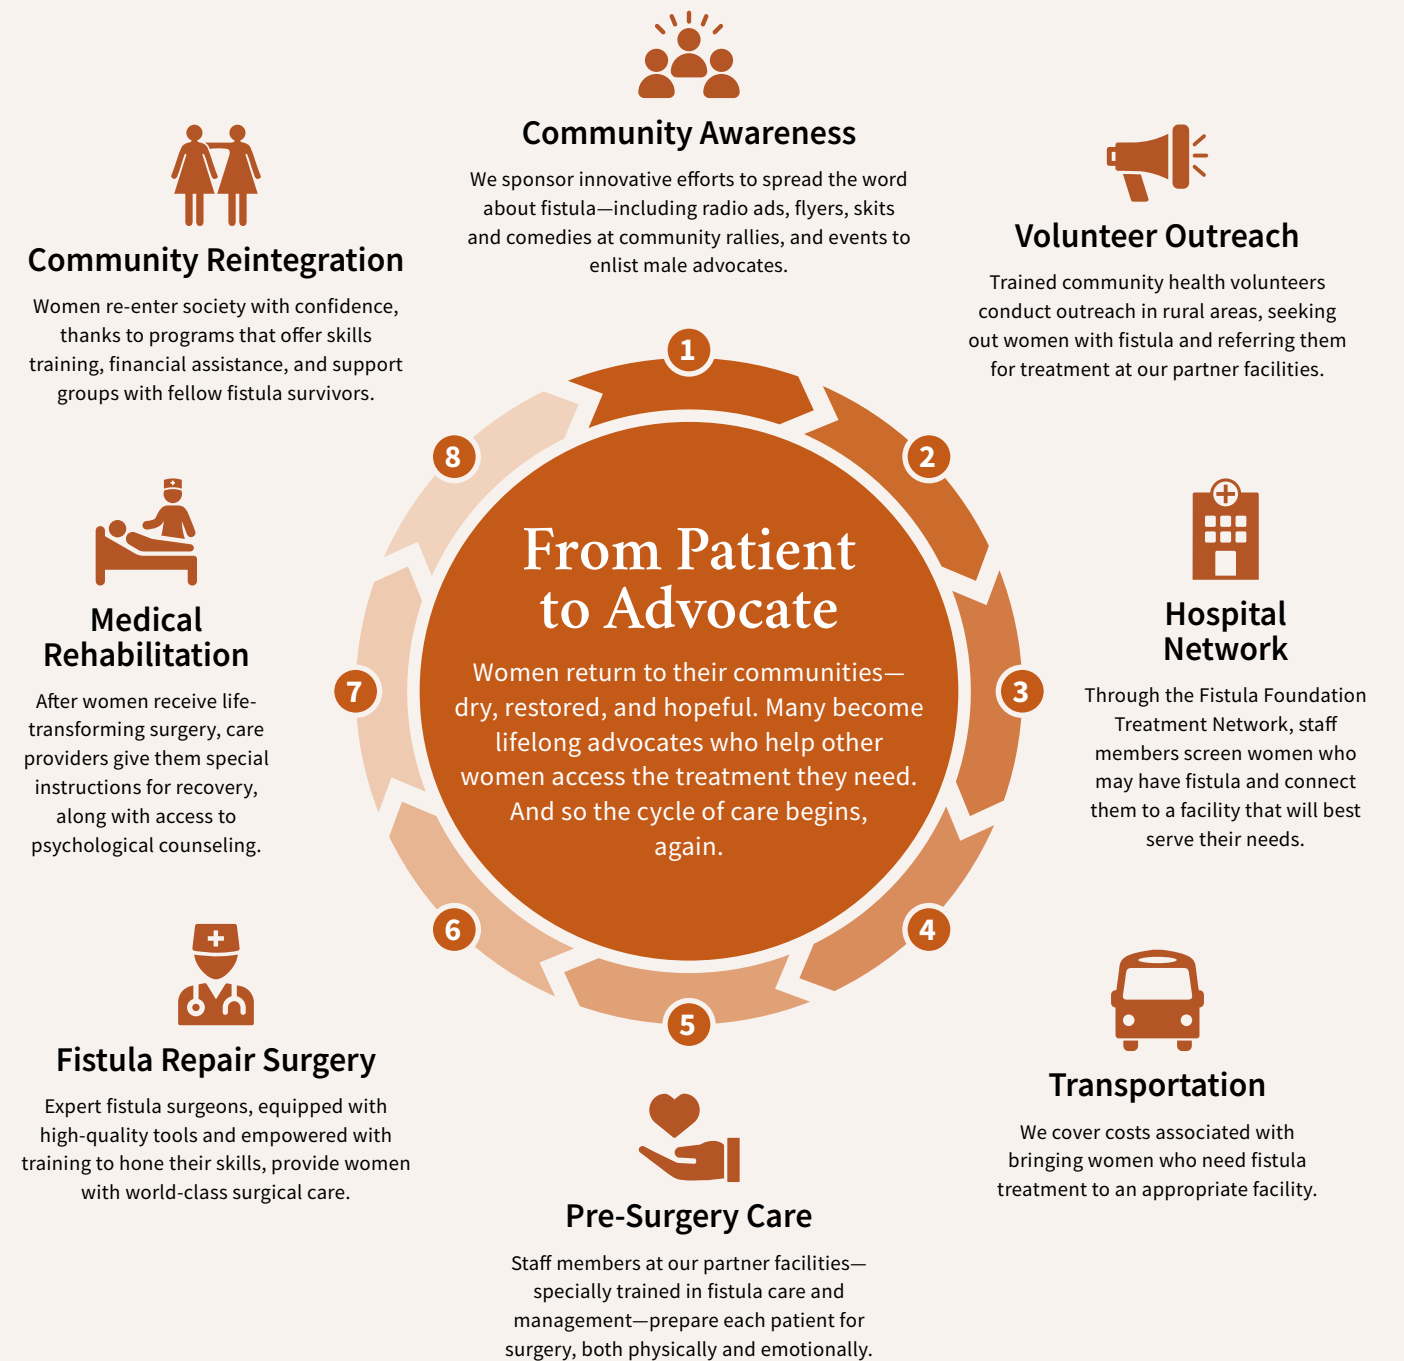 Community Awareness
We sponsor innovative efforts to spread the word
about fistula—including radio ads, flyers, skits
and comedies at community rallies, and events to
enlist male advocates.
Volunteer Outreach
Trained community health volunteers
conduct outreach in rural areas, seeking
out women with fistula and referring them
for treatment at our partner facilities.
Hospital
Network
Through the Fistula Foundation
Treatment Network, staff
members screen women who
may have fistula and connect
them to a facility that will best
serve their needs.
Transportation
We cover costs associated with
bringing women who need fistula
treatment to an appropriate facility.
Pre-Surgery Care
Staff members at our partner facilities—
specially trained in fistula care and
management—prepare each patient for
surgery, both physically and emotionally.
Fistula Repair Surgery
Expert fistula surgeons, equipped with
high-quality tools and empowered with
training to hone their skills, provide women
with world-class surgical care.
Medical
Rehabilitation
After women receive life-
transforming surgery, care
providers give them special
instructions for recovery,
along with access to
psychological counseling.
Community Reintegration
Women re-enter society with confidence,
thanks to programs that offer skills
training, financial assistance, and support
groups with fellow fistula survivors.
1
2
3
4
5
6
7
8
From Patient
to Advocate
Women return to their communities—
dry, restored, and hopeful. Many become
lifelong advocates who help other
women access the treatment they need.
And so the cycle of care begins,
again.